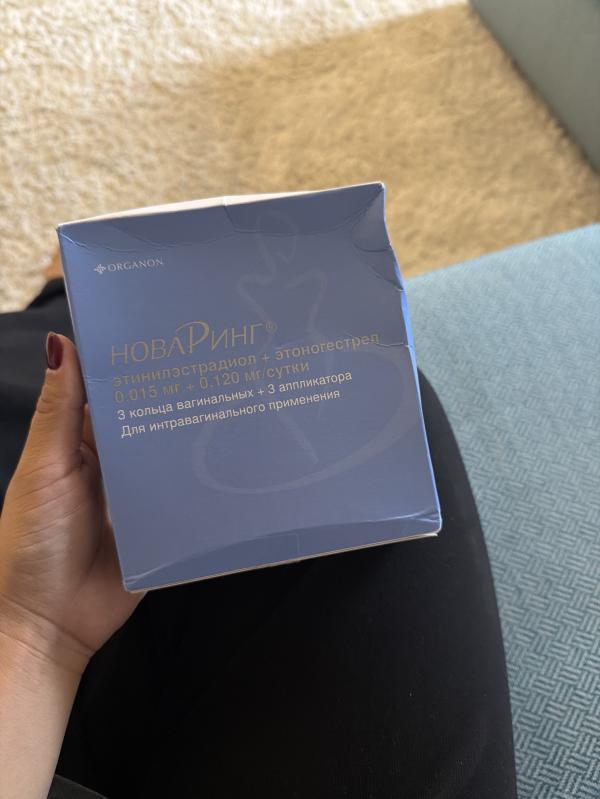 ORGANON
НОВАРИНГ®
этинилэстрадиол + этоногестрел
0.015 мг + 0.120 мг/сутки
3 кольца вагинальных + 3 аппликатора
Для интравагинального применения